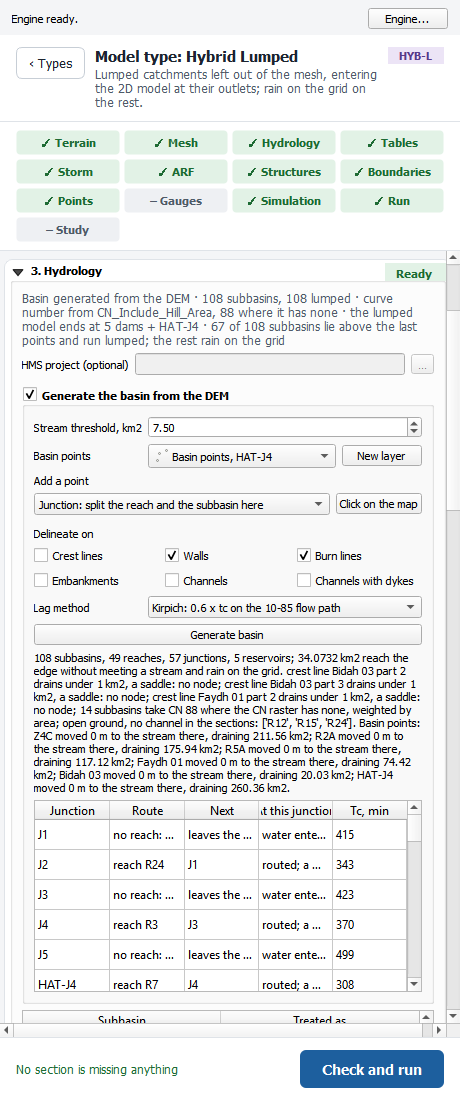 Engine ready.
Engine...
‹ Types
Model type: Hybrid Lumped
HYB-L
Lumped catchments left out of the mesh, entering
the 2D model at their outlets; rain on the grid on
the rest.
✓ Terrain
✓ Mesh
✓ Hydrology
✓ Tables
✓ Storm
✓ ARF
✓ Structures
✓ Boundaries
✓ Points
– Gauges
✓ Simulation
✓ Run
– Study
3. Hydrology
Ready
Basin generated from the DEM · 108 subbasins, 108 lumped · curve
number from CN_Include_Hill_Area, 88 where it has none · the lumped
model ends at 5 dams + HAT-J4 · 67 of 108 subbasins lie above the last
points and run lumped; the rest rain on the grid
HMS project (optional)
...
Generate the basin from the DEM
Stream threshold, km2
7.50
Basin points
Basin points, HAT-J4
New layer
Add a point
Junction: split the reach and the subbasin here
Click on the map
Delineate on
Crest lines
Walls
Burn lines
Embankments
Channels
Channels with dykes
Lag method
Kirpich: 0.6 x tc on the 10-85 flow path
Generate basin
108 subbasins, 49 reaches, 57 junctions, 5 reservoirs; 34.0732 km2 reach the
edge without meeting a stream and rain on the grid. crest line Bidah 03 part 2
drains under 1 km2, a saddle: no node; crest line Bidah 03 part 3 drains under 1
km2, a saddle: no node; crest line Faydh 01 part 2 drains under 1 km2, a saddle:
no node; 14 subbasins take CN 88 where the CN raster has none, weighted by
area; open ground, no channel in the sections: ['R12', 'R15', 'R24']. Basin points:
Z4C moved 0 m to the stream there, draining 211.56 km2; R2A moved 0 m to
the stream there, draining 175.94 km2; R5A moved 0 m to the stream there,
draining 117.12 km2; Faydh 01 moved 0 m to the stream there, draining 74.42
km2; Bidah 03 moved 0 m to the stream there, draining 20.03 km2; HAT-J4
moved 0 m to the stream there, draining 260.36 km2.
Junction
Route
Next
At this junction
Tc, min
J1
no reach: ...
leaves the ...
water ente...
415
J2
reach R24
J1
routed; a ...
343
J3
no reach: ...
leaves the ...
water ente...
423
J4
reach R3
J3
routed; a ...
370
J5
no reach: ...
leaves the ...
water ente...
499
HAT-J4
reach R7
J4
routed; a ...
308
Subbasin
Treated as
No section is missing anything
Check and run